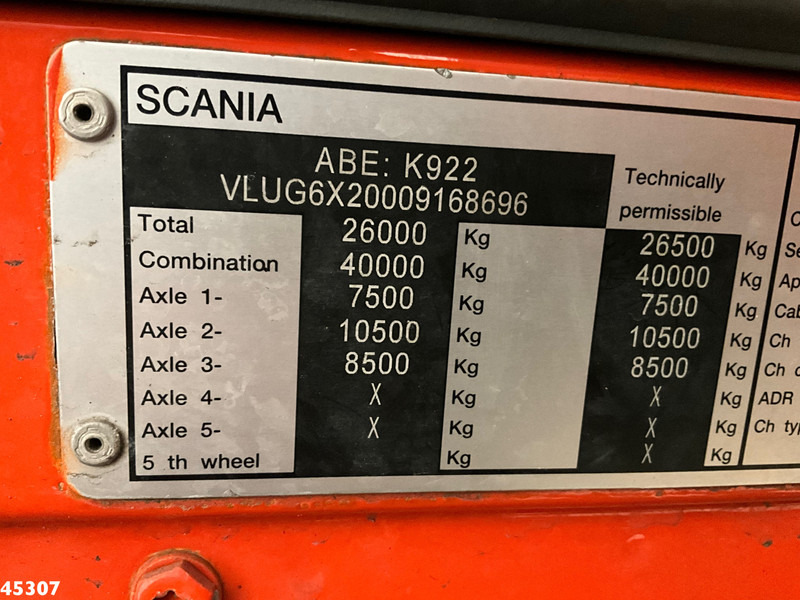 SCANIA
ABE: K922
VLUG6X20009168696
Technically
permissible
Total 26000 Kg 26500 Kg
Combination 40000 Kg 40000 Kg
Axle 1- 7500 Kg 7500 Kg
Axle 2- 10500 Kg 10500 Kg Ch
Axle 3- 8500 Kg 8500 Kg Ch
Axle 4- X Kg X Kg ADR
Axle 5- X Kg X Kg Ch
5 th wheel Kg X Kg
45307